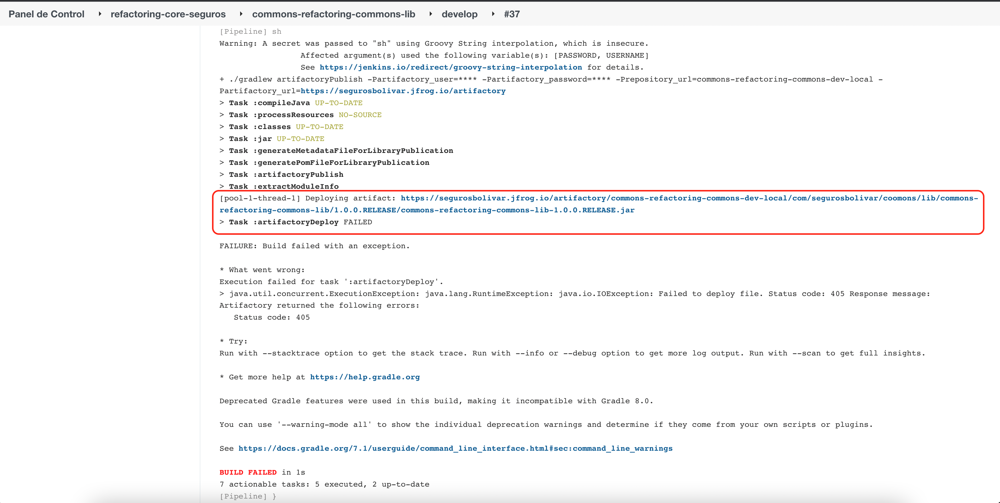 Panel de Control ‣ refactoring-core-seguros ‣ commons-refactoring-commons-lib ‣ develop ‣ #37
[Pipeline] sh
Warning: A secret was passed to "sh" using Groovy String interpolation, which is insecure.
Affected argument(s) used the following variable(s): [PASSWORD, USERNAME]
See https://jenkins.io/redirect/groovy-string-interpolation for details.
+ ./gradlew artifactoryPublish -Partifactory_user=**** -Partifactory_password=**** -Prepository_url=commons-refactoring-commons-dev-local -
Partifactory_url=https://segurosbolivar.jfrog.io/artifactory
> Task :compileJava UP-TO-DATE
> Task :processResources NO-SOURCE
> Task :classes UP-TO-DATE
> Task :jar UP-TO-DATE
> Task :generateMetadataFileForLibraryPublication
> Task :generatePomFileForLibraryPublication
> Task :artifactoryPublish
> Task :extractModuleInfo
[pool-1-thread-1] Deploying artifact: https://segurosbolivar.jfrog.io/artifactory/commons-refactoring-commons-dev-local/com/segurosbolivar/coomons/lib/commons-
refactoring-commons-lib/1.0.0.RELEASE/commons-refactoring-commons-lib-1.0.0.RELEASE.jar
> Task :artifactoryDeploy FAILED
FAILURE: Build failed with an exception.
* What went wrong:
Execution failed for task ':artifactoryDeploy'.
> java.util.concurrent.ExecutionException: java.lang.RuntimeException: java.io.IOException: Failed to deploy file. Status code: 405 Response message:
Artifactory returned the following errors:
Status code: 405
* Try:
Run with --stacktrace option to get the stack trace. Run with --info or --debug option to get more log output. Run with --scan to get full insights.
* Get more help at https://help.gradle.org
Deprecated Gradle features were used in this build, making it incompatible with Gradle 8.0.
You can use '--warning-mode all' to show the individual deprecation warnings and determine if they come from your own scripts or plugins.
See https://docs.gradle.org/7.1/userguide/command_line_interface.html#sec:command_line_warnings
BUILD FAILED in 1s
7 actionable tasks: 5 executed, 2 up-to-date
[Pipeline] }